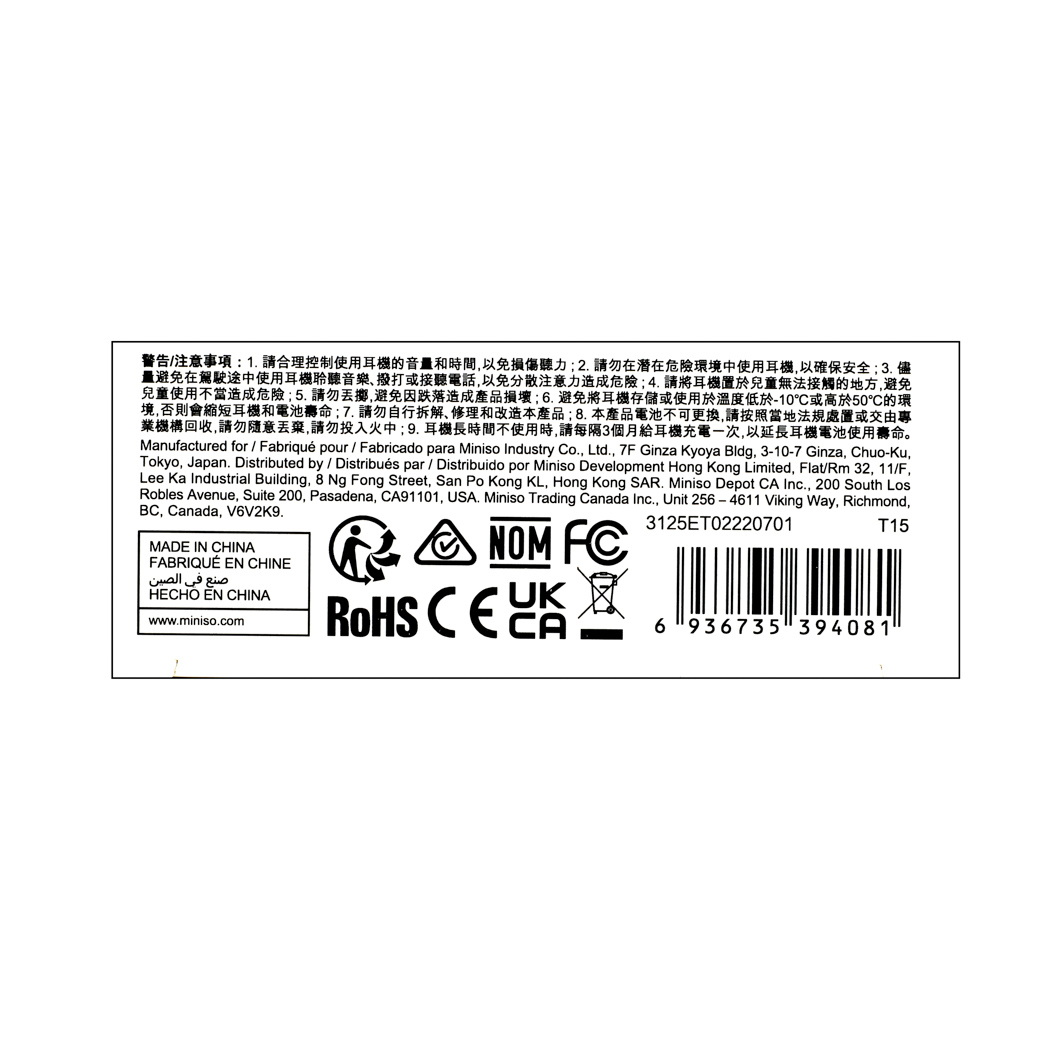 警告/注意事項：1. 請合理控制使用耳機的音量和時間,以免損傷聽力；2. 請勿在潛在危險環境中使用耳機,以確保安全；3. 儘
量避免在駕駛途中使用耳機聆聽音樂、撥打或接聽電話,以免分散注意力造成危險；4. 請將耳機置於兒童無法接觸的地方,避免
兒童使用不當造成危險；5. 請勿丟擲,避免因跌落造成產品損壞；6. 避免將耳機存儲或使用於溫度低於-10℃或高於50℃的環
境,否則會縮短耳機和電池壽命；7. 請勿自行拆解、修理和改造本產品；8. 本產品電池不可更換,請按照當地法規處置或交由專
業機構回收,請勿隨意丟棄,請勿投入火中；9. 耳機長時間不使用時,請每隔3個月給耳機充電一次,以延長耳機電池使用壽命。
Manufactured for / Fabriqué pour / Fabricado para Miniso Industry Co., Ltd., 7F Ginza Kyoya Bldg, 3-10-7 Ginza, Chuo-Ku,
Tokyo, Japan. Distributed by / Distribués par / Distribuido por Miniso Development Hong Kong Limited, Flat/Rm 32, 11/F,
Lee Ka Industrial Building, 8 Ng Fong Street, San Po Kong KL, Hong Kong SAR. Miniso Depot CA Inc., 200 South Los
Robles Avenue, Suite 200, Pasadena, CA91101, USA. Miniso Trading Canada Inc., Unit 256 – 4611 Viking Way, Richmond,
BC, Canada, V6V2K9.
MADE IN CHINA
FABRIQUÉ EN CHINE
صنع في الصين
HECHO EN CHINA
www.miniso.com
NOM FC
RoHS CE UK
CA
3125ET02220701 T15
6 936735 394081